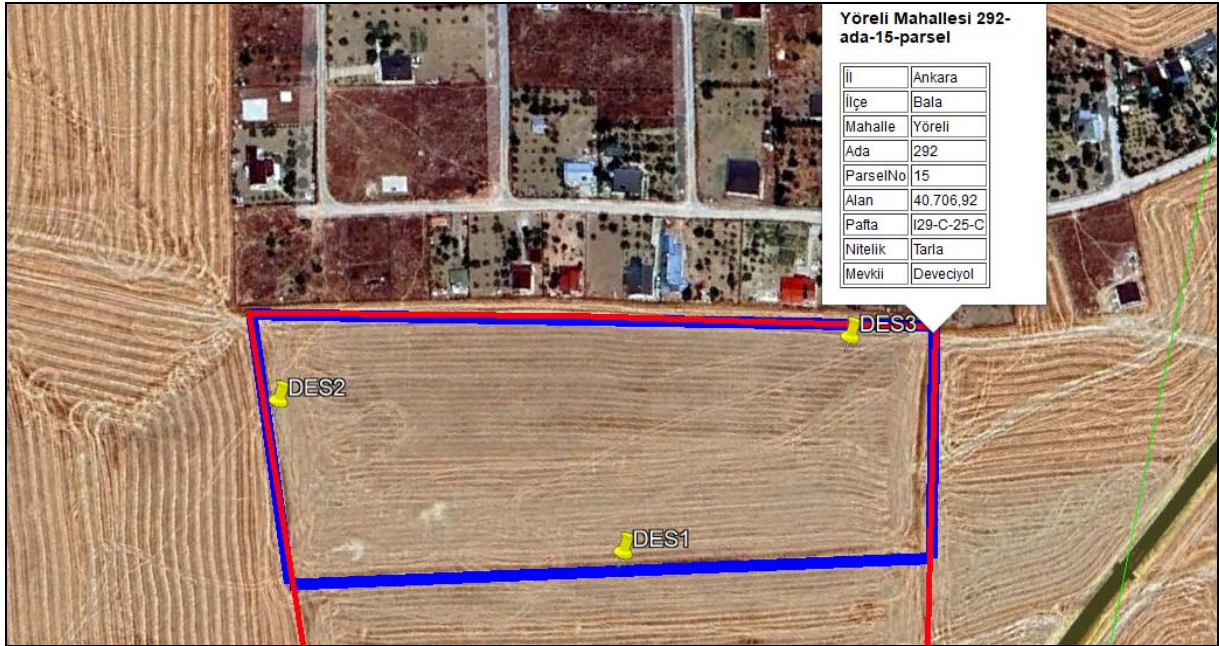 Yöreli Mahallesi 292-
ada-15-parsel
İl Ankara
İlçe Bala
Mahalle Yöreli
Ada 292
ParselNo 15
Alan 40.706,92
Pafta I29-C-25-C
Nitelik Tarla
Mevkii Deveciyol
DES3
DES2
DES1